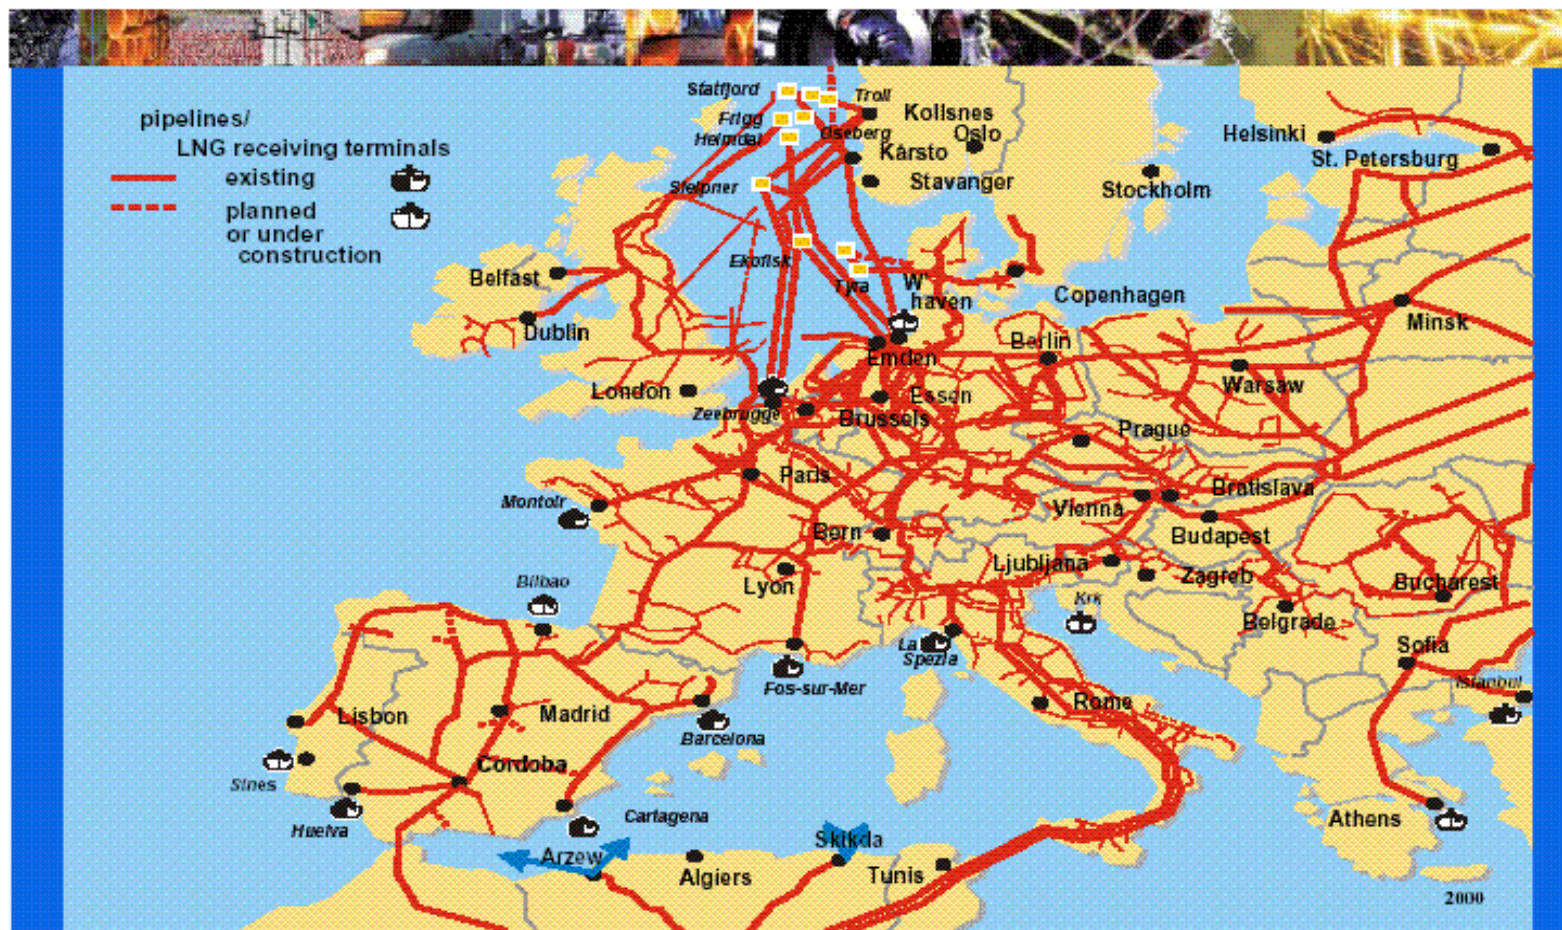 pipelines/
LNG receiving terminals
existing
planned
or under
construction
Statfjord
Troll
Kollsnes
Frigg
Oseberg
Oslo
Heimdal
Kårsto
Sleipner
Stavanger
Stockholm
Helsinki
St. Petersburg
Ekofisk
Tyra
W'
haven
Copenhagen
Belfast
Dublin
Minsk
Emden
Berlin
London
Essen
Warsaw
Zeebrugge
Brussels
Prague
Paris
Bratislava
Montoir
Vienna
Bern
Budapest
Ljubljana
Zagreb
Bucharest
Bilbao
Lyon
Krk
Belgrade
La
Spezia
Sofia
Fos-sur-Mer
Istanbul
Lisbon
Madrid
Rome
Barcelona
Cordoba
Sines
Huelva
Cartagena
Athens
Skikda
Arzew
Algiers
Tunis
2000